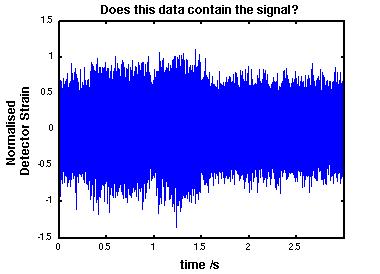 Does this data contain the signal?
1.5
1
0.5
0
-0.5
-1
-1.5
Normalised
Detector Strain
0 0.5 1 1.5 2 2.5
time /s